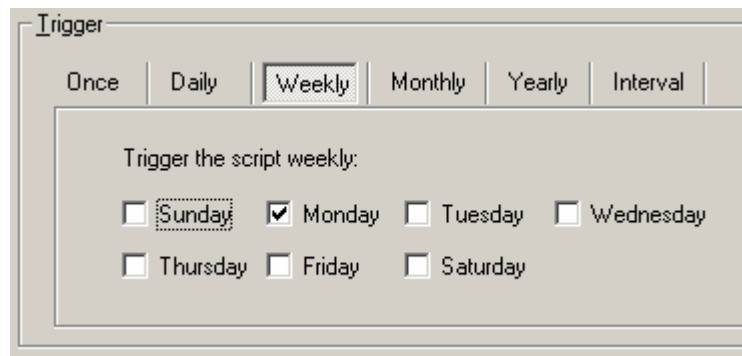 Trigger
Once Daily Weekly Monthly Yearly Interval
Trigger the script weekly:
Sunday Monday Tuesday Wednesday
Thursday Friday Saturday